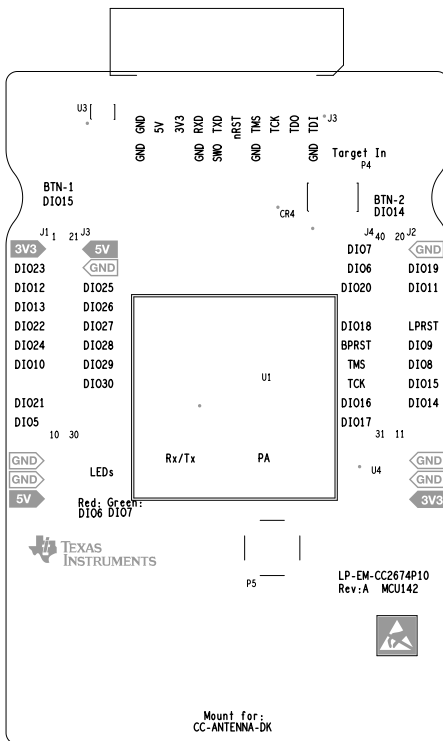 U3
GND GND
GND
5V
3V3
GND RXD
SWO TXD
nRST
GND TMS
TCK
TDO
GND TDI
J3
Target In
P4
CR4
BTN-1
DIO15
BTN-2
DIO14
J1 1 21 J3
J4 40 20 J2
3V3 5V DIO7 GND
DIO23 GND DIO6 DIO19
DIO12 DIO25 DIO20 DIO11
DIO13 DIO26
DIO22 DIO27 DIO18 LPRST
DIO24 DIO28 BPRST DIO9
DIO10 DIO29 TMS DIO8
DIO30 TCK DIO15
DIO21 DIO16 DIO14
DIO5 DIO17
U1
10 30 31 11
GND Rx/Tx PA GND
GND LEDs U4 GND
5V 3V3
Red: Green:
DIO6 DIO7
TEXAS
INSTRUMENTS
P5
LP-EM-CC2674P10
Rev:A MCU142
Mount for:
CC-ANTENNA-DK